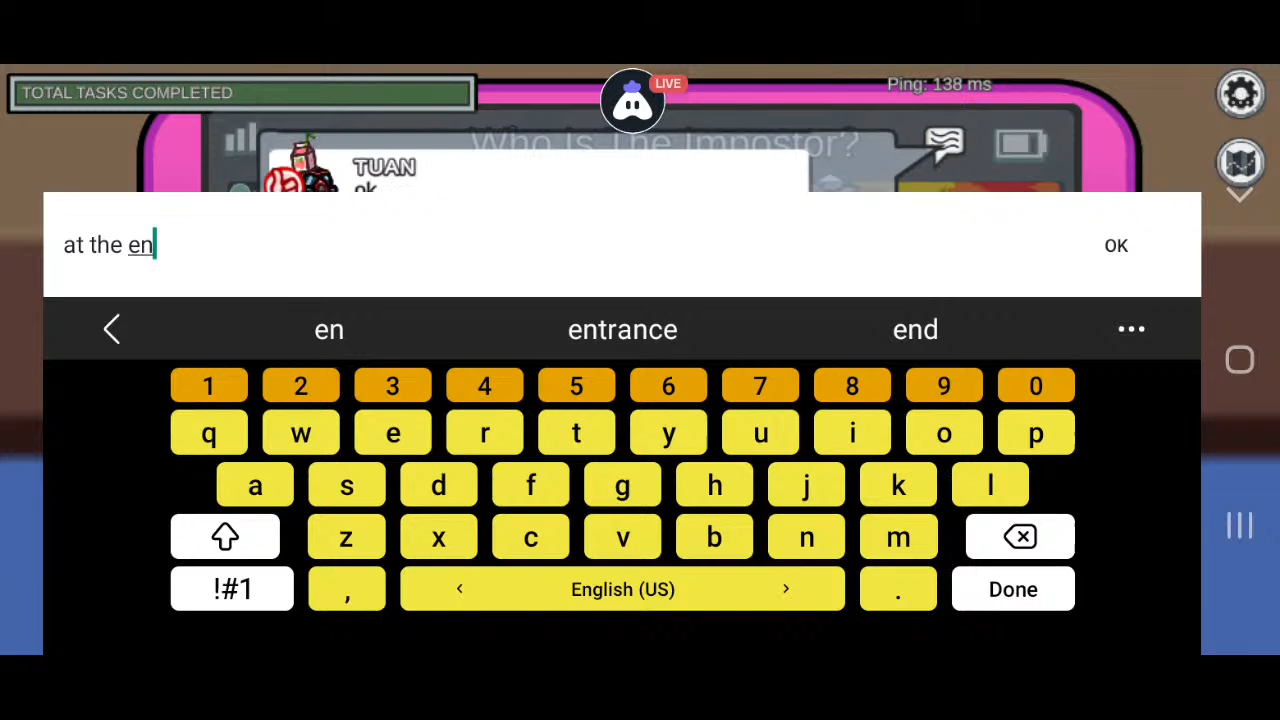 TOTAL TASKS COMPLETED
LIVE
Ping: 138 ms
Who Is The Impostor?
TUAN
ok
at the en
OK
en entrance end
1 2 3 4 5 6 7 8 9 0
q w e r t y u i o p
a s d f g h j k l
z x c v b n m
!#1 , < English (US) > . Done